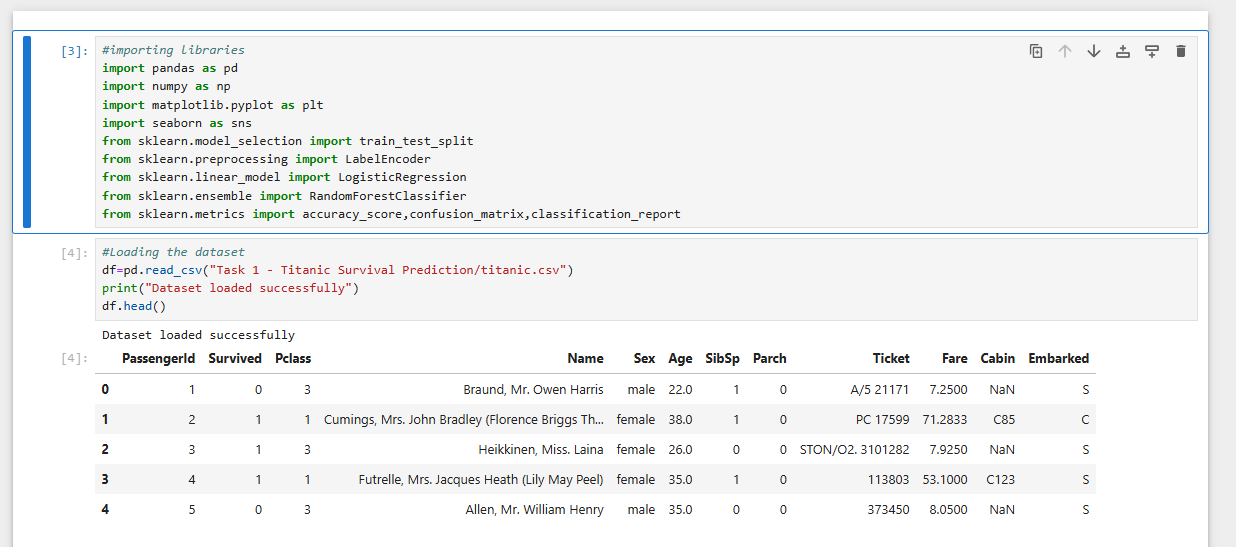 [3]:
#importing libraries
import pandas as pd
import numpy as np
import matplotlib.pyplot as plt
import seaborn as sns
from sklearn.model_selection import train_test_split
from sklearn.preprocessing import LabelEncoder
from sklearn.linear_model import LogisticRegression
from sklearn.ensemble import RandomForestClassifier
from sklearn.metrics import accuracy_score,confusion_matrix,classification_report
[4]:
#Loading the dataset
df=pd.read_csv("Task 1 - Titanic Survival Prediction/titanic.csv")
print("Dataset loaded successfully")
df.head()
Dataset loaded successfully
[4]:
PassengerId Survived Pclass Name Sex Age SibSp Parch Ticket Fare Cabin Embarked
0 1 0 3 Braund, Mr. Owen Harris male 22.0 1 0 A/5 21171 7.2500 NaN S
1 2 1 1 Cumings, Mrs. John Bradley (Florence Briggs Th... female 38.0 1 0 PC 17599 71.2833 C85 C
2 3 1 3 Heikkinen, Miss. Laina female 26.0 0 0 STON/O2. 3101282 7.9250 NaN S
3 4 1 1 Futrelle, Mrs. Jacques Heath (Lily May Peel) female 35.0 1 0 113803 53.1000 C123 S
4 5 0 3 Allen, Mr. William Henry male 35.0 0 0 373450 8.0500 NaN S